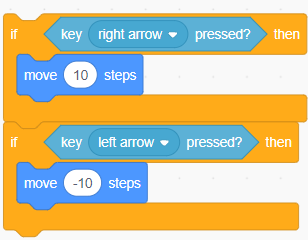 if key right arrow pressed? then
move 10 steps
if key left arrow pressed? then
move -10 steps